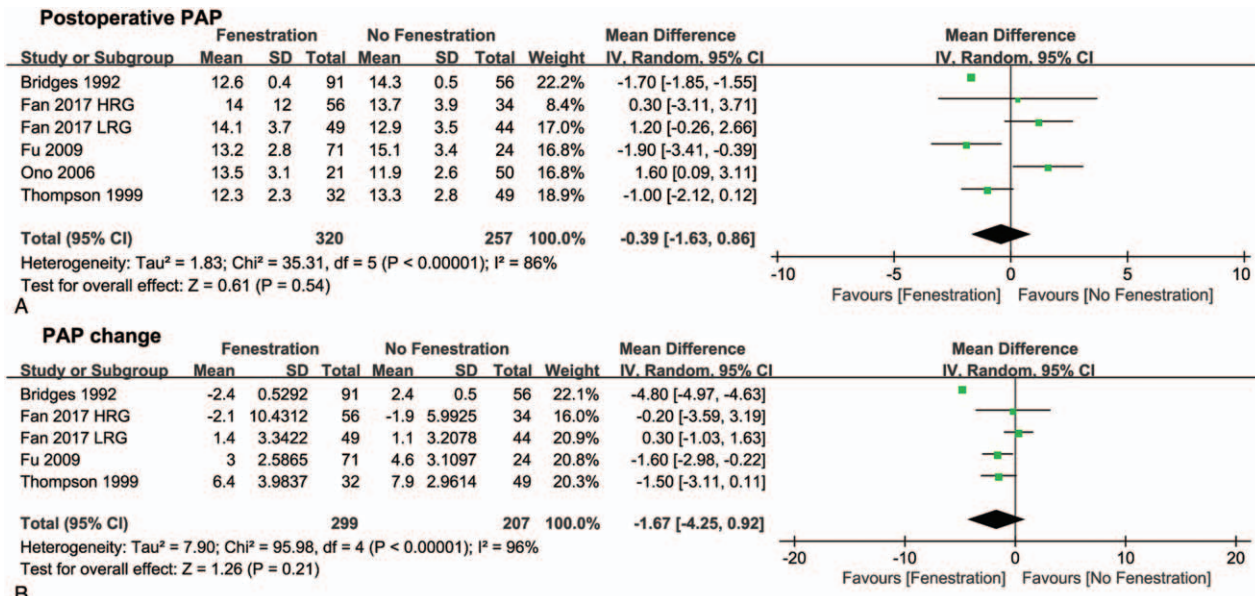 Postoperative PAP
Fenestration No Fenestration Mean Difference Mean Difference
Study or Subgroup Mean SD Total Mean SD Total Weight IV, Random, 95% CI IV, Random, 95% CI
Bridges 1992 12.6 0.4 91 14.3 0.5 56 22.2% -1.70 [-1.85, -1.55]
Fan 2017 HRG 14 12 56 13.7 3.9 34 8.4% 0.30 [-3.11, 3.71]
Fan 2017 LRG 14.1 3.7 49 12.9 3.5 44 17.0% 1.20 [-0.26, 2.66]
Fu 2009 13.2 2.8 71 15.1 3.4 24 16.8% -1.90 [-3.41, -0.39]
Ono 2006 13.5 3.1 21 11.9 2.6 50 16.8% 1.60 [0.09, 3.11]
Thompson 1999 12.3 2.3 32 13.3 2.8 49 18.9% -1.00 [-2.12, 0.12]
Total (95% CI) 320 257 100.0% -0.39 [-1.63, 0.86]
Heterogeneity: Tau² = 1.83; Chi² = 35.31, df = 5 (P < 0.00001); I² = 86%
Test for overall effect: Z = 0.61 (P = 0.54)
-10 -5 0 5 10
Favours [Fenestration] Favours [No Fenestration]
A
PAP change
Fenestration No Fenestration Mean Difference Mean Difference
Study or Subgroup Mean SD Total Mean SD Total Weight IV, Random, 95% CI IV, Random, 95% CI
Bridges 1992 -2.4 0.5292 91 2.4 0.5 56 22.1% -4.80 [-4.97, -4.63]
Fan 2017 HRG -2.1 10.4312 56 -1.9 5.9925 34 16.0% -0.20 [-3.59, 3.19]
Fan 2017 LRG 1.4 3.3422 49 1.1 3.2078 44 20.9% 0.30 [-1.03, 1.63]
Fu 2009 3 2.5865 71 4.6 3.1097 24 20.8% -1.60 [-2.98, -0.22]
Thompson 1999 6.4 3.9837 32 7.9 2.9614 49 20.3% -1.50 [-3.11, 0.11]
Total (95% CI) 299 207 100.0% -1.67 [-4.25, 0.92]
Heterogeneity: Tau² = 7.90; Chi² = 95.98, df = 4 (P < 0.00001); I² = 96%
Test for overall effect: Z = 1.26 (P = 0.21)
-20 -10 0 10 20
Favours [Fenestration] Favours [No Fenestration]
B